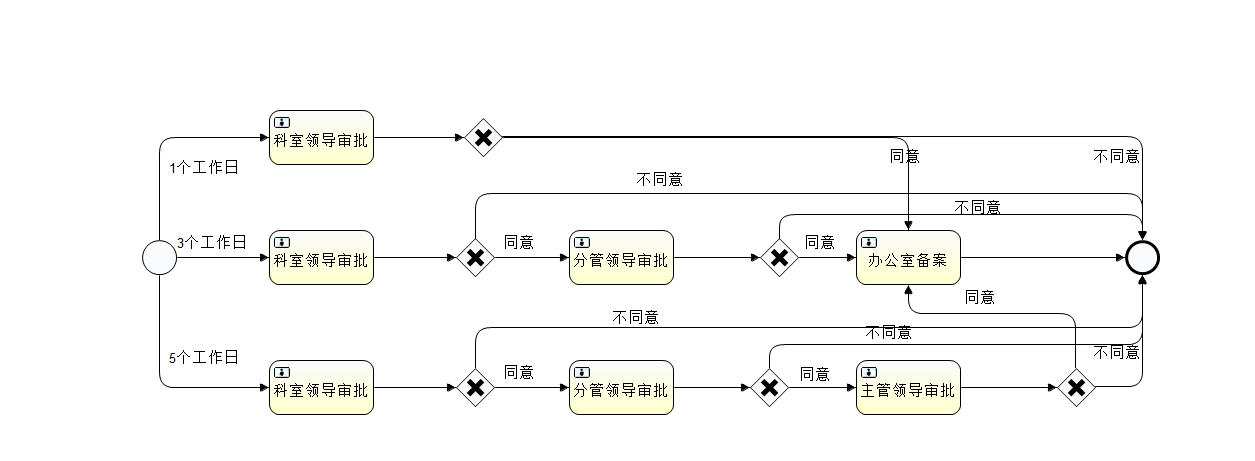 科室领导审批
1个工作日
同意
不同意
不同意
不同意
3个工作日
同意
同意
科室领导审批
分管领导审批
办公室备案
同意
不同意
不同意
不同意
5个工作日
同意
同意
科室领导审批
分管领导审批
主管领导审批